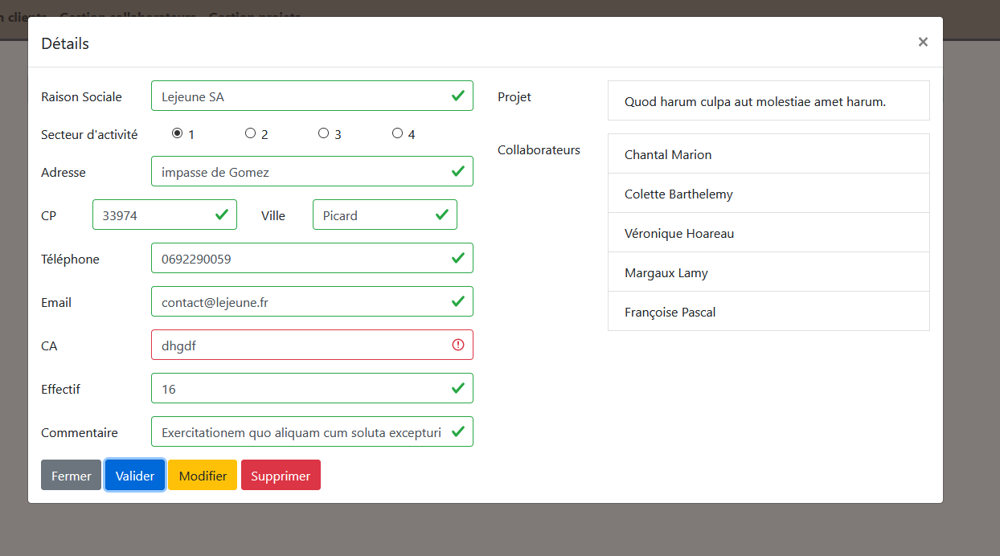 n clients Gestion collaborateurs Gestion projets
Détails ×
Raison Sociale Lejeune SA
Secteur d'activité 1 2 3 4
Adresse impasse de Gomez
CP 33974 Ville Picard
Téléphone 0692290059
Email contact@lejeune.fr
CA dhgdf
Effectif 16
Commentaire Exercitationem quo aliquam cum soluta excepturi
Fermer Valider Modifier Supprimer
Projet Quod harum culpa aut molestiae amet harum.
Collaborateurs Chantal Marion
Colette Barthelemy
Véronique Hoareau
Margaux Lamy
Françoise Pascal